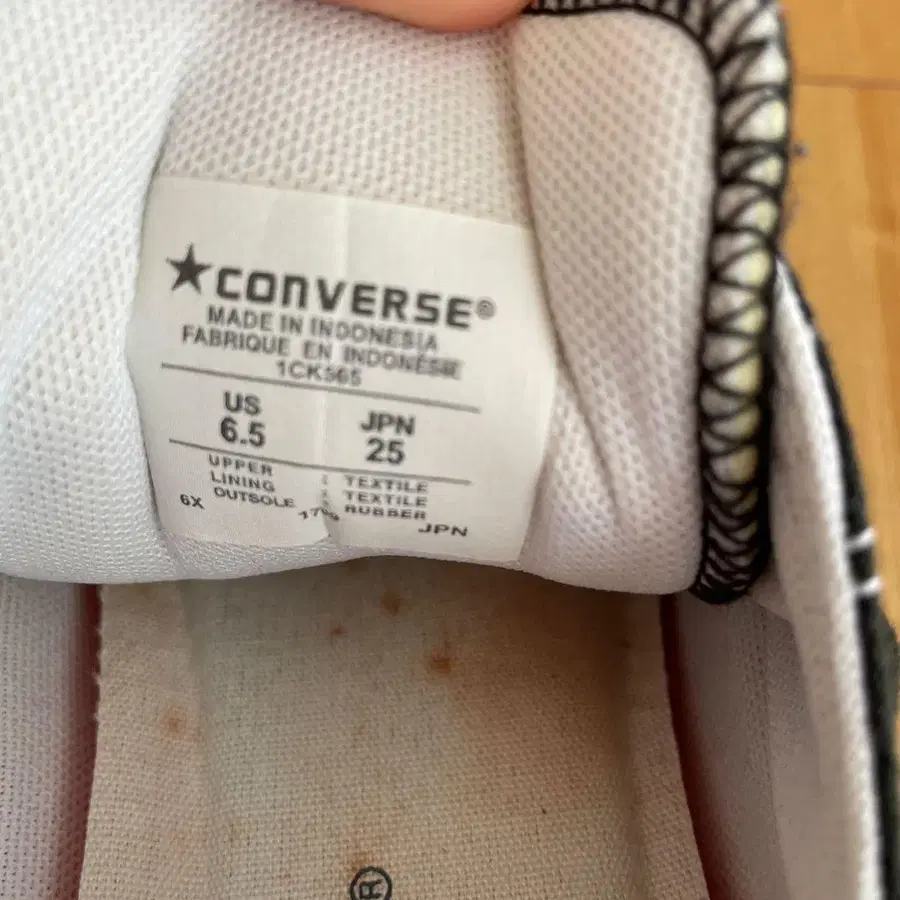 ★CONVERSE®
MADE IN INDONESIA
FABRIQUE EN INDONÉSIE
1CK565
US JPN
6.5 25
UPPER : TEXTILE
LINING : TEXTILE
OUTSOLE : RUBBER
6X JPN
®